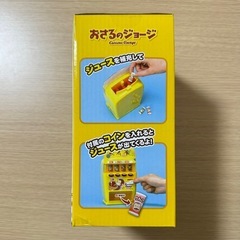 おさるのジョージ
Curious George
ジュースを補充して
付属のコインを入れると
ジュースが出てくるよ!